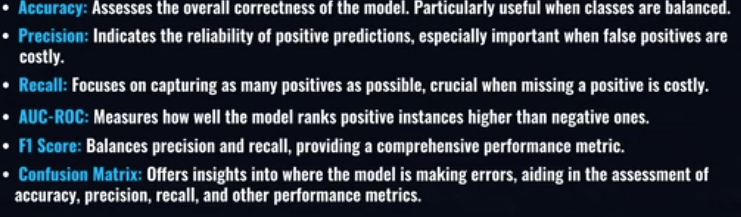 • Accuracy: Assesses the overall correctness of the model. Particularly useful when classes are balanced.
• Precision: Indicates the reliability of positive predictions, especially important when false positives are
costly.
• Recall: Focuses on capturing as many positives as possible, crucial when missing a positive is costly.
• AUC-ROC: Measures how well the model ranks positive instances higher than negative ones.
• F1 Score: Balances precision and recall, providing a comprehensive performance metric.
• Confusion Matrix: Offers insights into where the model is making errors, aiding in the assessment of
accuracy, precision, recall, and other performance metrics.